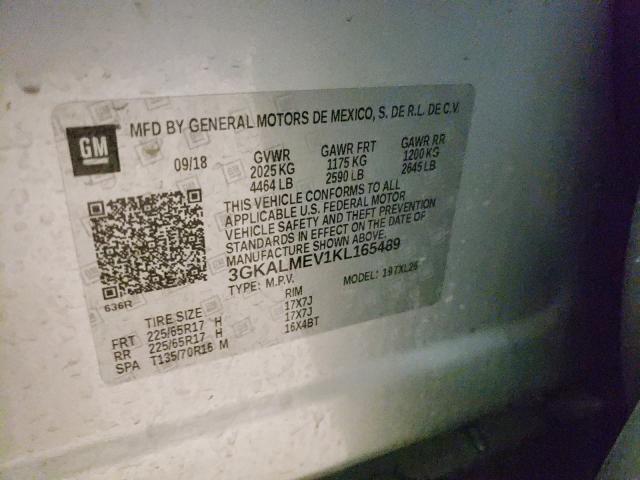 GM
MFD BY GENERAL MOTORS DE MEXICO, S. DE R.L. DE C.V.
09/18 GVWR GAWR FRT GAWR RR
2025 KG 1175 KG 1200 KG
4464 LB 2590 LB 2645 LB
THIS VEHICLE CONFORMS TO ALL
APPLICABLE U.S. FEDERAL MOTOR
VEHICLE SAFETY AND THEFT PREVENTION
STANDARDS IN EFFECT ON THE DATE OF
MANUFACTURE SHOWN ABOVE.
3GKALMEV1KL165489
TYPE: M.P.V. MODEL: 197XL26
636R
TIRE SIZE RIM
FRT 225/65R17 H 17X7J
RR 225/65R17 H 17X7J
SPA T135/70R16 M 16X4BT